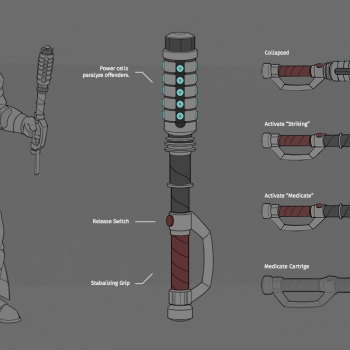 Power cells
paralyze offenders.
Release Switch
Stabalizing Grip
Collapsed
Activate "Striking"
Activate "Medicate"
Medicate Cartrige